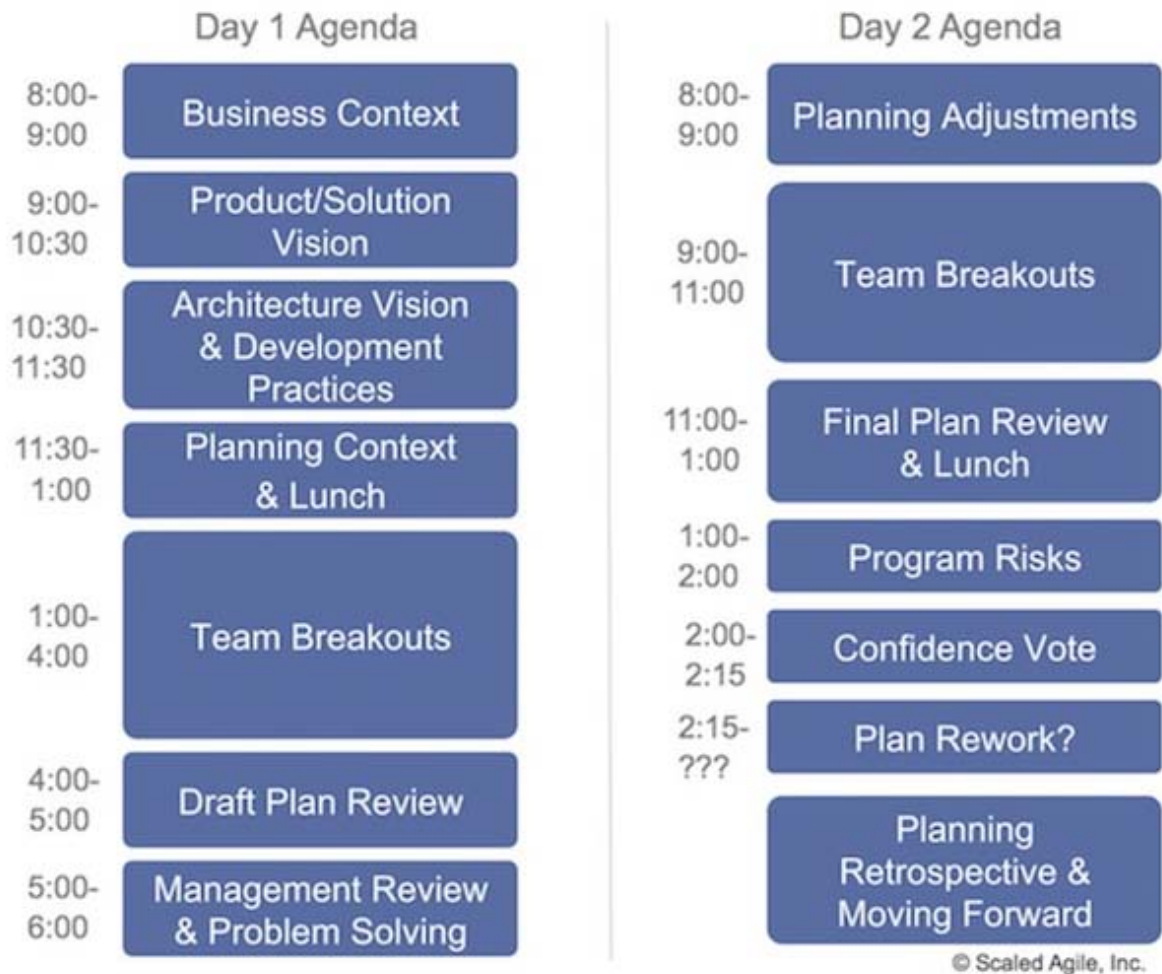 Day 1 Agenda
8:00-
9:00
Business Context
9:00-
10:30
Product/Solution
Vision
10:30-
11:30
Architecture Vision
& Development
Practices
11:30-
1:00
Planning Context
& Lunch
1:00-
4:00
Team Breakouts
4:00-
5:00
Draft Plan Review
5:00-
6:00
Management Review
& Problem Solving
Day 2 Agenda
8:00-
9:00
Planning Adjustments
9:00-
11:00
Team Breakouts
11:00-
1:00
Final Plan Review
& Lunch
1:00-
2:00
Program Risks
2:00-
2:15
Confidence Vote
2:15-
???
Plan Rework?
Planning
Retrospective &
Moving Forward
© Scaled Agile, Inc.